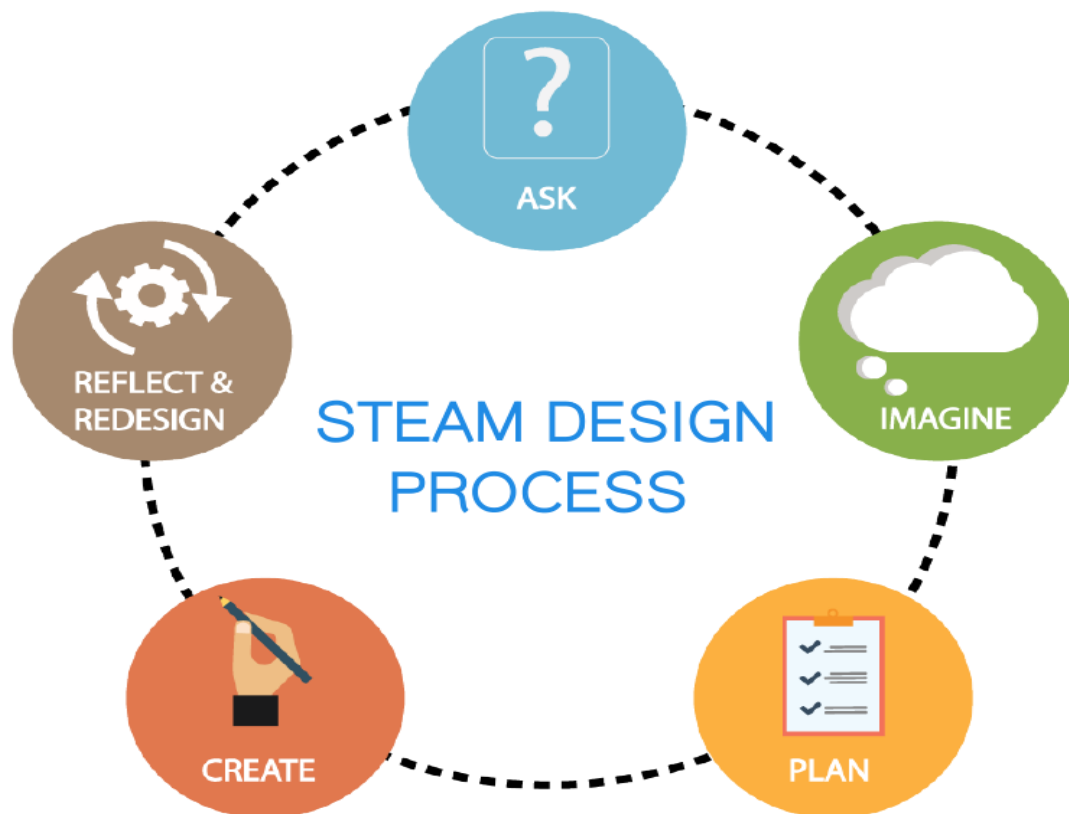 ?
ASK
IMAGINE
PLAN
CREATE
REFLECT &
REDESIGN
STEAM DESIGN
PROCESS